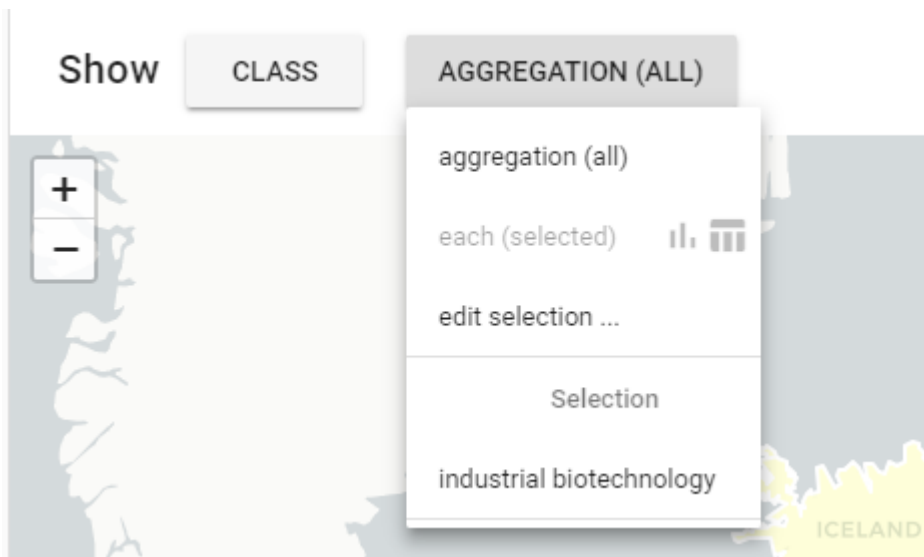 Show CLASS AGGREGATION (ALL)
aggregation (all)
+
each (selected)
−
edit selection ...
Selection
industrial biotechnology
ICELAND